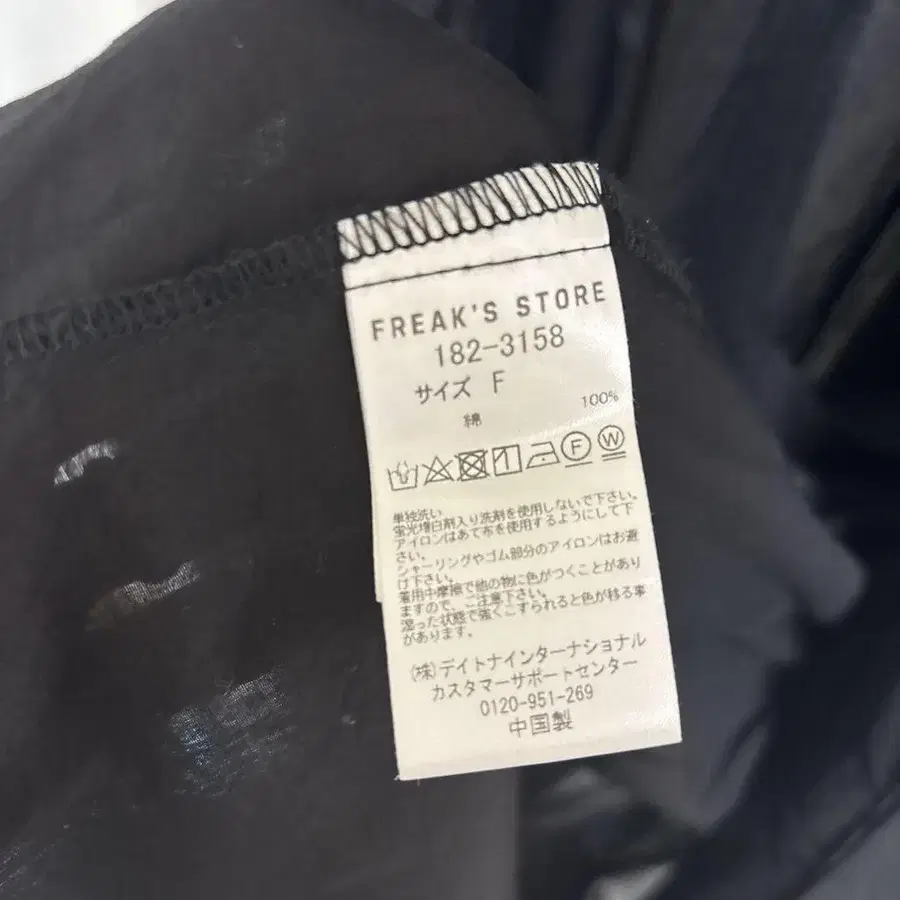 FREAK'S STORE
182-3158
サイズ F
綿 100%
F W
単独洗い
蛍光増白剤入り洗剤を使用しないで下さい。
アイロンはあて布を使用するようにして下
さい。
シャーリングやゴム部分のアイロンはお避
け下さい。
着用中摩擦で他の物に色がつくことがあり
ますので、ご注意下さい。
湿った状態で強くこすられると色が移る事
があります。
(株)デイトナインターナショナル
カスタマーサポートセンター
0120-951-269
中国製